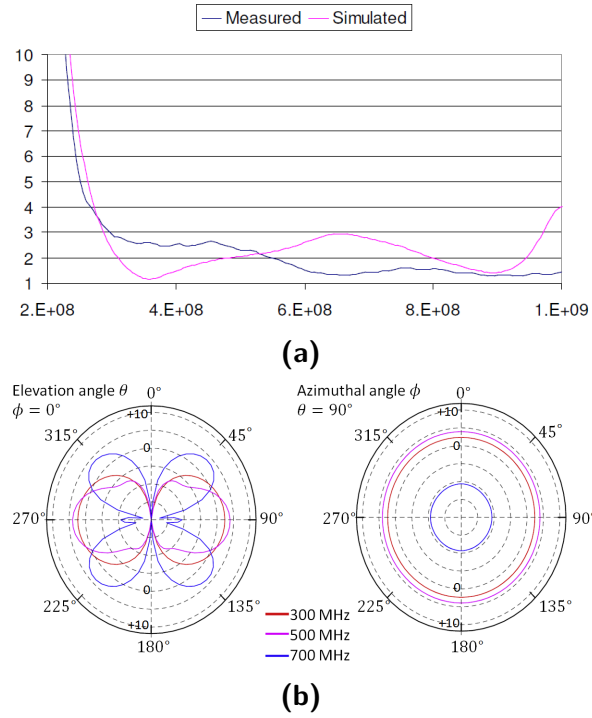 Measured Simulated
10
9
8
7
6
5
4
3
2
1
2.E+08 4.E+08 6.E+08 8.E+08 1.E+09
(a)
Elevation angle θ
ϕ = 0°
0°
+10
315° 45°
0
270° 90°
0
225° 135°
+10
180°
Azimuthal angle ϕ
θ = 90°
0°
+10
315° 45°
0
270° 90°
0
225° 135°
+10
180°
300 MHz
500 MHz
700 MHz
(b)